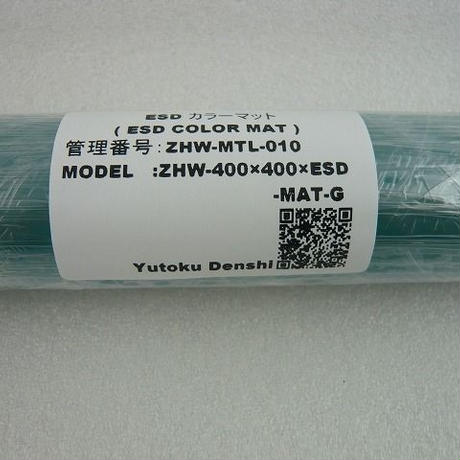 ESD カラーマット
( ESD COLOR MAT )
管理番号:ZHW-MTL-010
MODEL :ZHW-400×400×ESD
-MAT-G
Yutoku Denshi